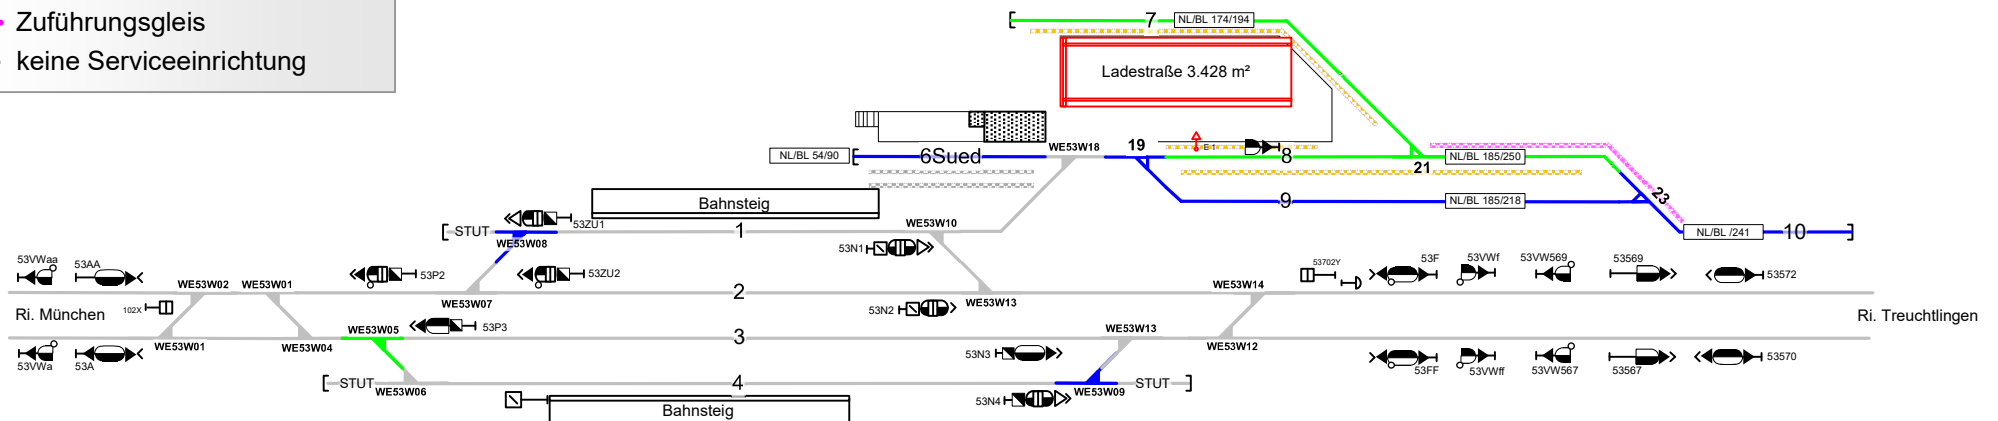 Zuführungsgleis
keine Serviceeinrichtung
7
NL/BL 174/194
Ladestraße 3.428 m²
E 1
NL/BL 54/90
6Sued
WE53W18
19
8
21
NL/BL 185/250
23
9
NL/BL 185/218
NL/BL /241
10
Bahnsteig
STUT
53ZU1
WE53W08
1
WE53W10
53N1
53VWaa
53AA
53P2
53ZU2
53702Y
53F
53VWf
53VW569
53569
53572
WE53W02
WE53W01
WE53W07
2
WE53W13
WE53W14
Ri. München
102X
53N2
Ri. Treuchtlingen
WE53W01
WE53W04
WE53W05
53P3
3
WE53W13
WE53W12
53VWa
53A
53N3
53FF
53VWff
53VW567
53567
53570
STUT
WE53W06
4
WE53W09
STUT
53N4
Bahnsteig